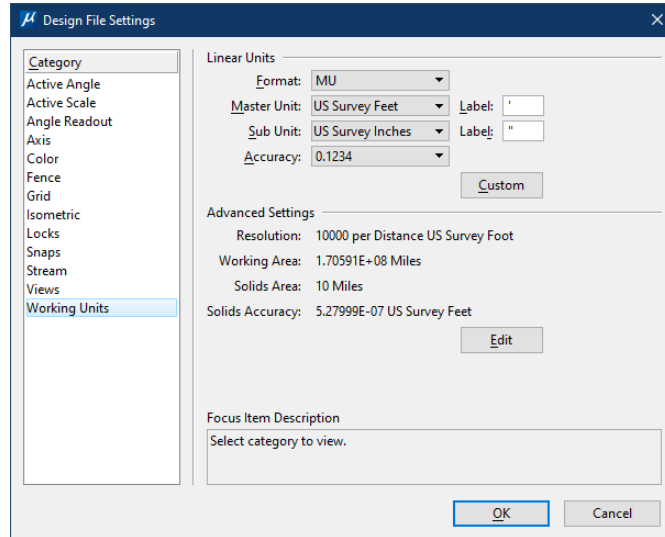 Design File Settings
Category
Active Angle
Active Scale
Angle Readout
Axis
Color
Fence
Grid
Isometric
Locks
Snaps
Stream
Views
Working Units
Linear Units
Format: MU
Master Unit: US Survey Feet Label: '
Sub Unit: US Survey Inches Label: "
Accuracy: 0.1234
Custom
Advanced Settings
Resolution: 10000 per Distance US Survey Foot
Working Area: 1.70591E+08 Miles
Solids Area: 10 Miles
Solids Accuracy: 5.27999E-07 US Survey Feet
Edit
Focus Item Description
Select category to view.
OK Cancel